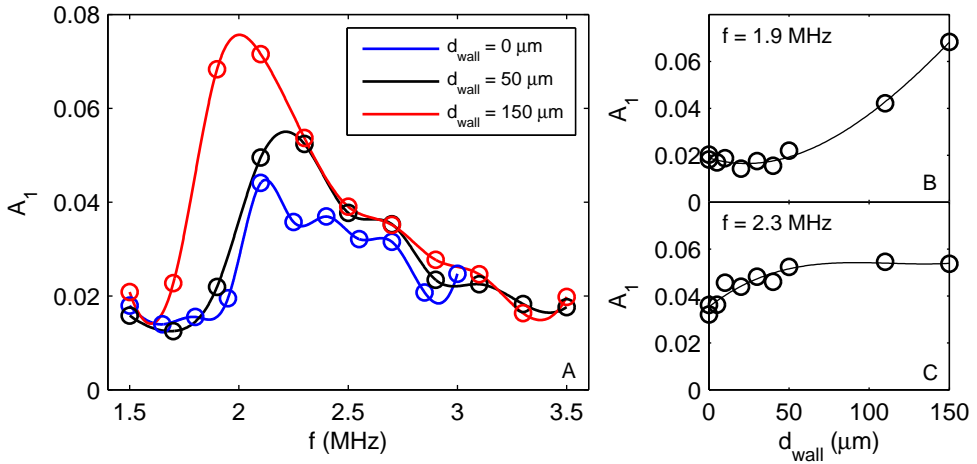 0.08
0.06
0.04
0.02
0
A₁
1.5
2
2.5
3
3.5
f (MHz)
d_wall = 0 μm
d_wall = 50 μm
d_wall = 150 μm
A
0.06
0.04
0.02
0
A₁
f = 1.9 MHz
B
0.06
0.04
0.02
0
A₁
f = 2.3 MHz
C
0
50
100
150
d_wall (μm)